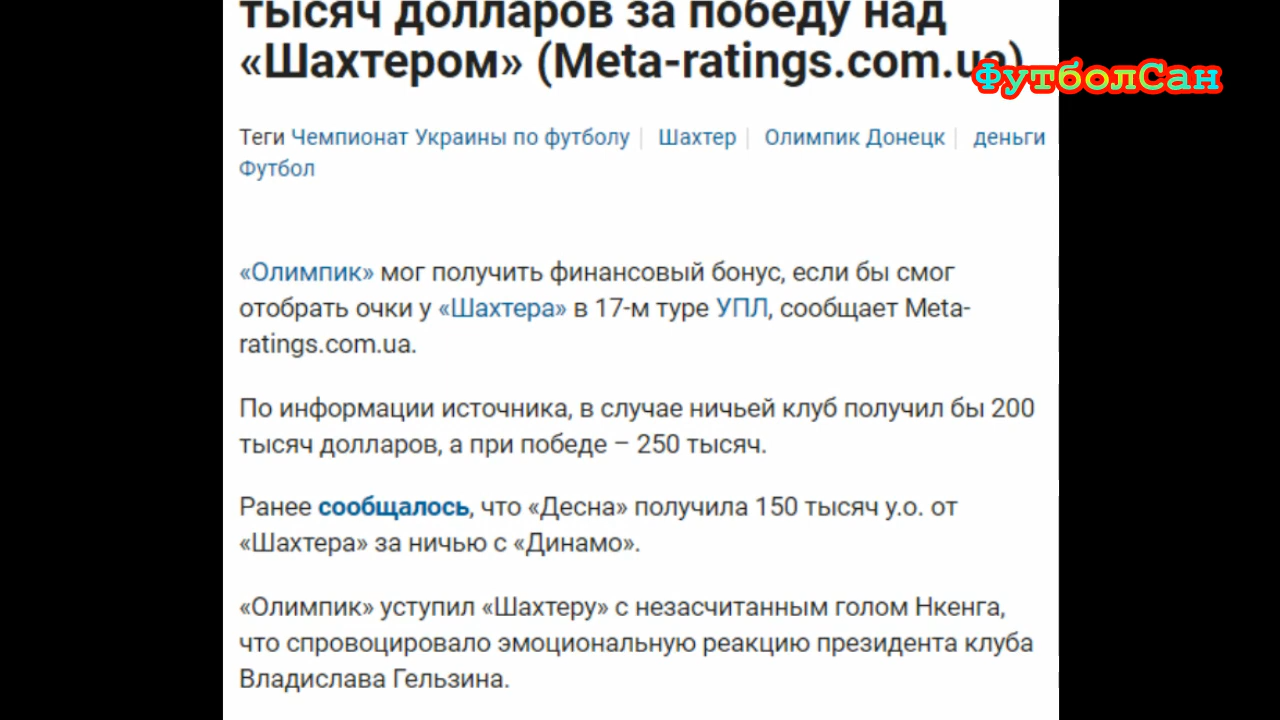 тысяч долларов за победу над
«Шахтером» (Meta-ratings.com.ua)
ФутболСан
Теги Чемпионат Украины по футболу | Шахтер | Олимпик Донецк | деньги
Футбол
«Олимпик» мог получить финансовый бонус, если бы смог
отобрать очки у «Шахтера» в 17-м туре УПЛ, сообщает Meta-
ratings.com.ua.
По информации источника, в случае ничьей клуб получил бы 200
тысяч долларов, а при победе – 250 тысяч.
Ранее сообщалось, что «Десна» получила 150 тысяч у.о. от
«Шахтера» за ничью с «Динамо».
«Олимпик» уступил «Шахтеру» с незасчитанным голом Нкенга,
что спровоцировало эмоциональную реакцию президента клуба
Владислава Гельзина.